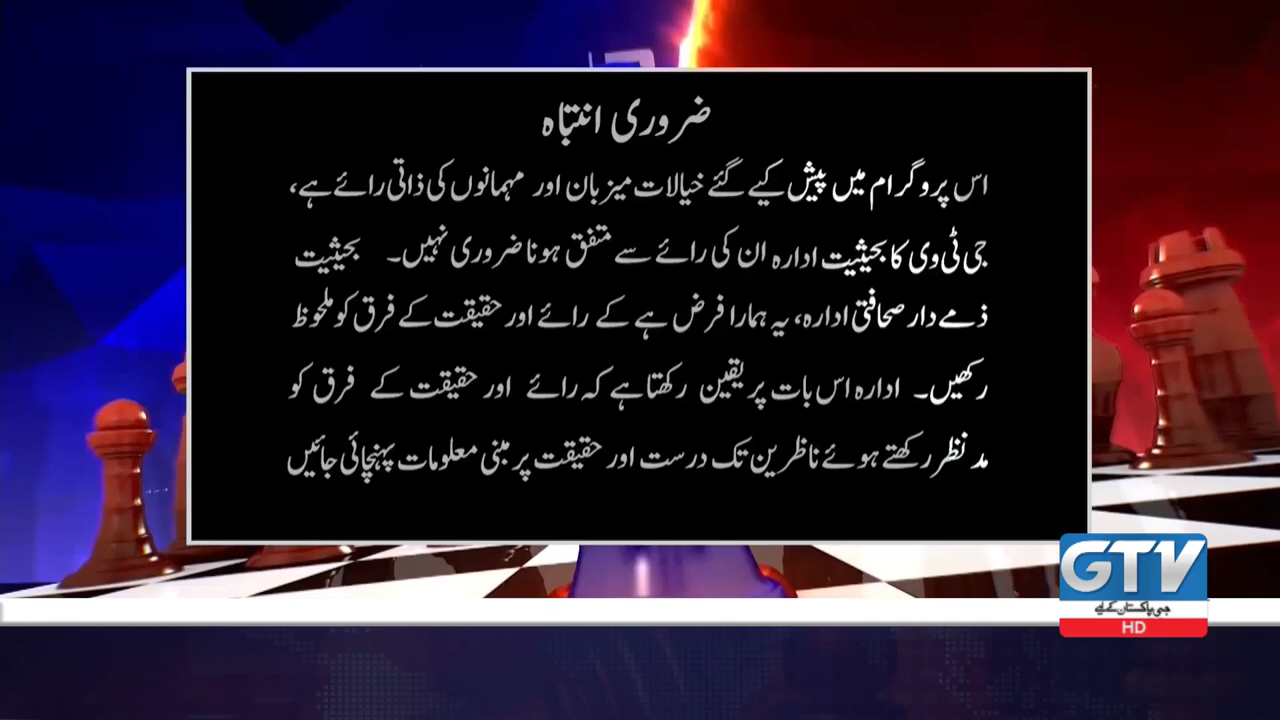 ضروری انتباہ
اس پروگرام میں پیش کیے گئے خیالات میزبان اور مہمانوں کی ذاتی رائے ہے،
جی ٹی وی کا بحیثیت ادارہ ان کی رائے سے متفق ہونا ضروری نہیں۔ بحیثیت
ذمے دار صحافتی ادارہ، یہ ہمارا فرض ہے کے رائے اور حقیقت کے فرق کو ملحوظ
رکھیں۔ ادارہ اس بات پر یقین رکھتا ہے کہ رائے اور حقیقت کے فرق کو
مد نظر رکھتے ہوئے ناظرین تک درست اور حقیقت پر مبنی معلومات پہنچائی جائیں
GTV
جی پاکستان کے لیے
HD